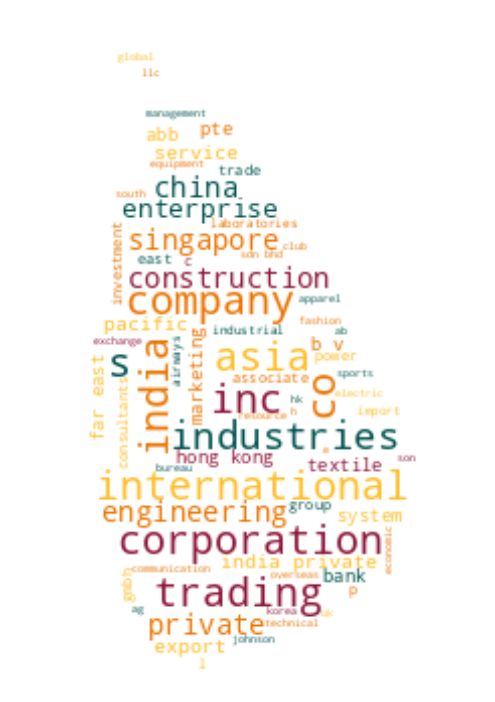 global
llc
management
abb pte
service
equipment
trade
china
south
enterprise
laboratories
singapore
club
investment
sdn bhd
east c
construction
company
apparel
pacific
fashion
industrial
ab
exchange
airways
marketing
b v
asia
power
s
india
far east
consultants
associate
sports
co
electric
inc
hk
import
resource h
industries
hong kong
textile
son
bureau
international
group
engineering
system
corporation
economic
india private
communication
overseas
bank
gmbh
trading
p
ag
korea
uk
private
technical
johnson
export
l